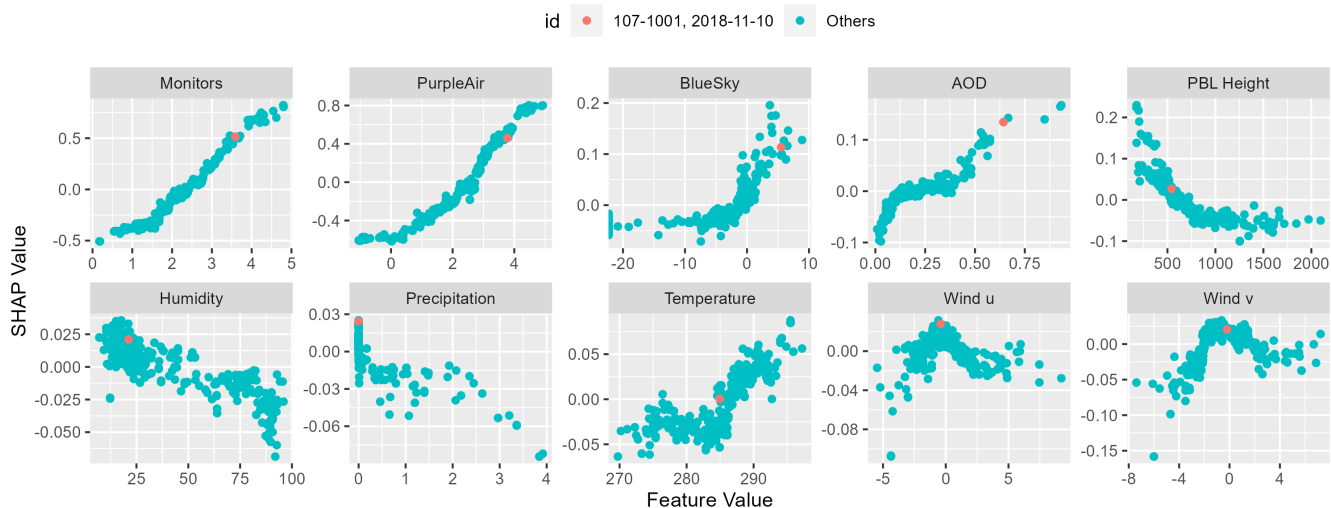 id 107-1001, 2018-11-10 Others
Monitors PurpleAir BlueSky AOD PBL Height
0.5 0.0 -0.5
0.8 0.4 0.0 -0.4
0.2 0.1 0.0
0.1 0.0 -0.1
0.2 0.1 0.0 -0.1
0 1 2 3 4 5
0 2 4
-20 -10 0 10
0.00 0.25 0.50 0.75
500 1000 1500 2000
SHAP Value
Humidity Precipitation Temperature Wind u Wind v
0.025 0.000 -0.025 -0.050
0.03 0.00 -0.03 -0.06
0.05 0.00 -0.05
0.00 -0.04 -0.08
0.00 -0.05 -0.10 -0.15
25 50 75 100
0 1 2 3 4
270 280 290
-5 0 5
-8 -4 0 4
Feature Value